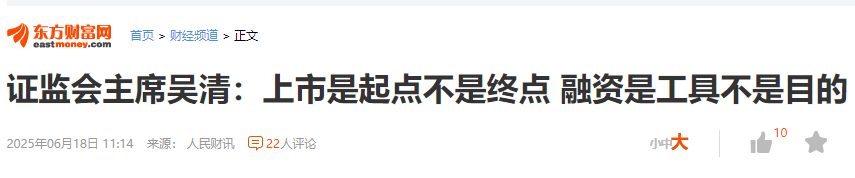 东方财富网
eastmoney.com
首页 > 财经频道 > 正文
证监会主席吴清：上市是起点不是终点 融资是工具不是目的
2025年06月18日 11:14 来源： 人民财讯 22人评论 小 中 大 10